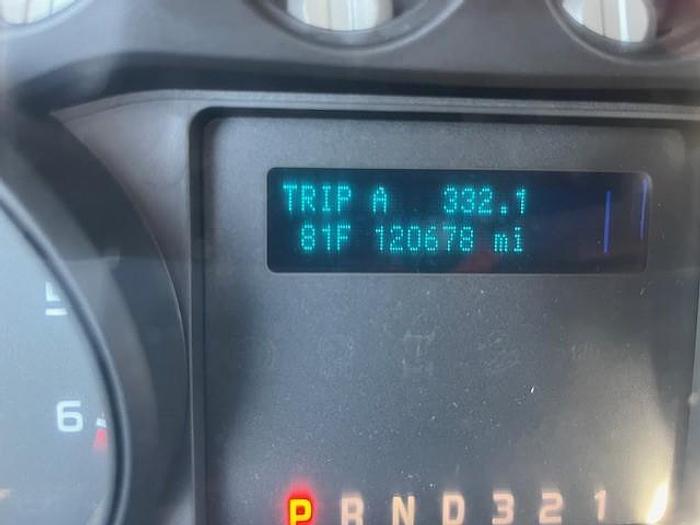 TRIP A 332.1
81F 120678 mi
5
6
P R N D 3 2 1